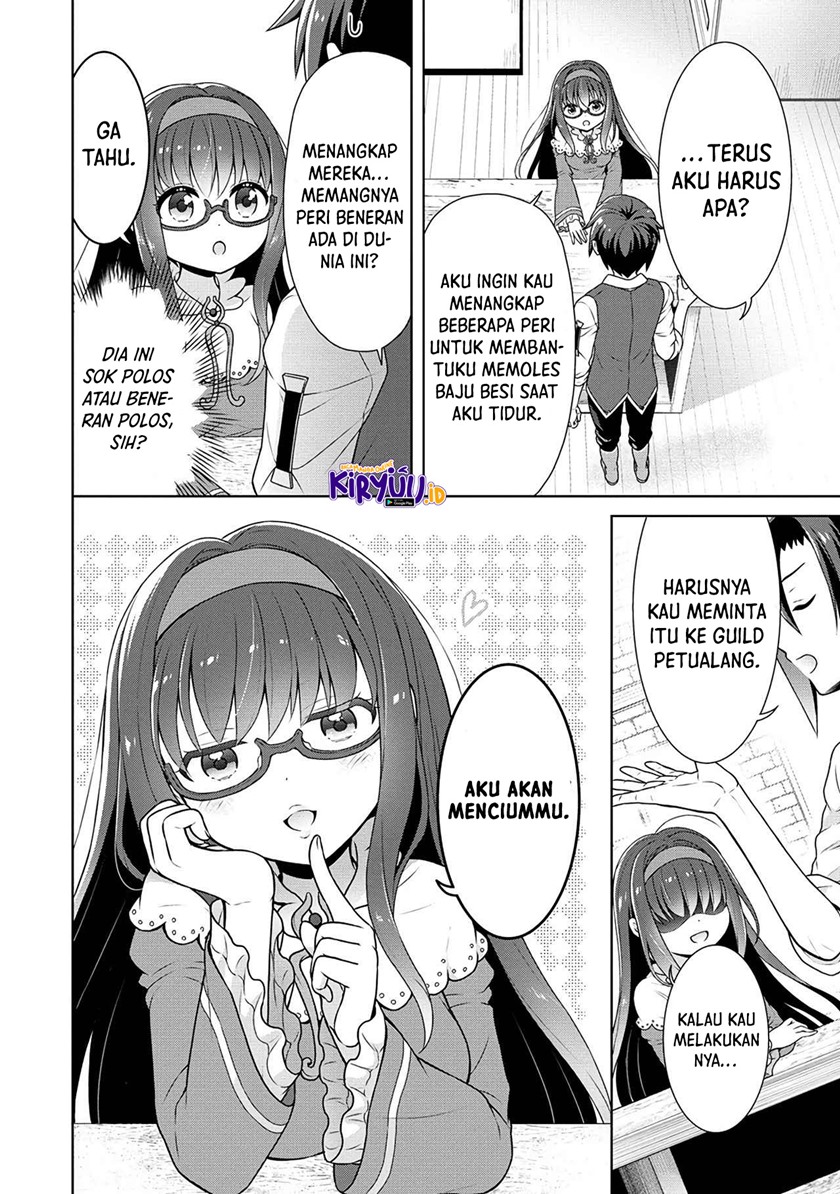 ...TERUS
AKU HARUS
APA?
AKU INGIN KAU
MENANGKAP
BEBERAPA PERI
UNTUK MEMBAN-
TUKU MEMOLES
BAJU BESI SAAT
AKU TIDUR.
MENANGKAP
MEREKA...
MEMANGNYA
PERI BENERAN
ADA DI DU-
NIA INI?
GA
TAHU.
DIA INI
SOK POLOS
ATAU BENE-
RAN POLOS,
SIH?
KIRYUU.ID
HARUSNYA
KAU MEMINTA
ITU KE GUILD
PETUALANG.
KALAU KAU
MELAKUKAN
NYA...
AKU AKAN
MENCIUMMU.